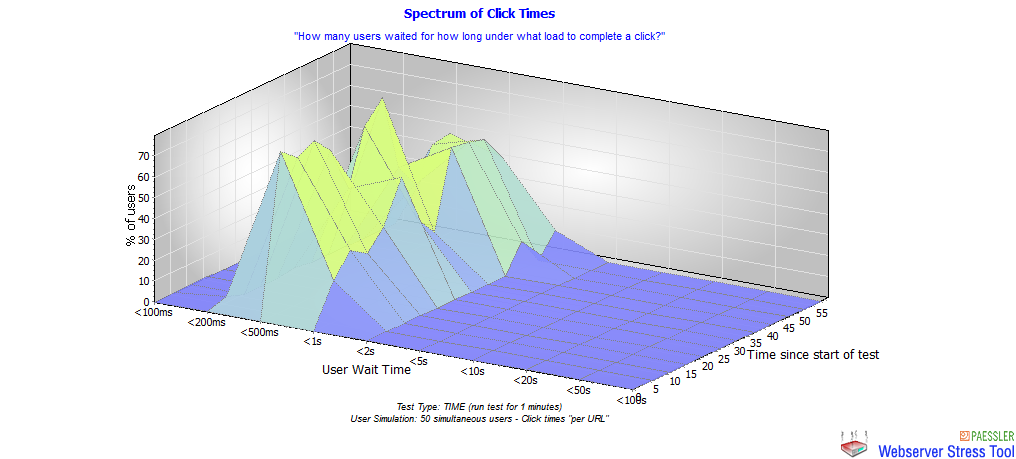 Spectrum of Click Times
"How many users waited for how long under what load to complete a click?"
% of users
70
60
50
40
30
20
10
0
<100ms
<200ms
<500ms
<1s
<2s
<5s
<10s
<20s
<50s
<100s
User Wait Time
0
5
10
15
20
25
30
35
40
45
50
55
Time since start of test
Test Type: TIME (run test for 1 minutes)
User Simulation: 50 simultaneous users - Click times "per URL"
PAESSLER
Webserver Stress Tool